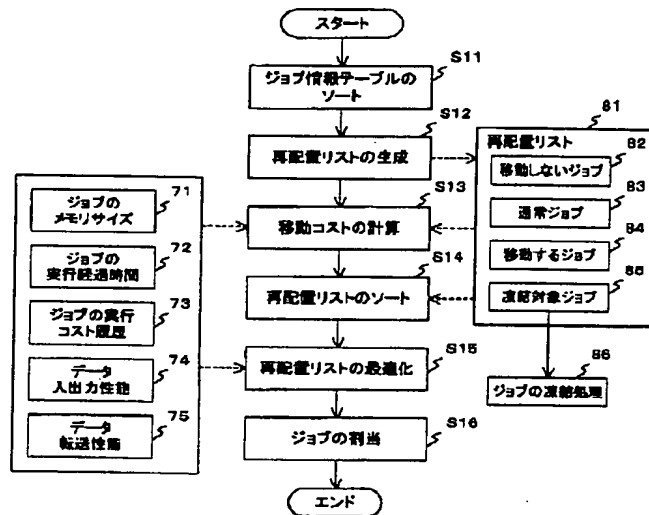 スタート
S11
ジョブ情報テーブルの
ソート
S12
再配置リストの生成
S13
移動コストの計算
S14
再配置リストのソート
S15
再配置リストの最適化
S16
ジョブの割当
エンド
71
ジョブの
メモリサイズ
72
ジョブの
実行経過時間
73
ジョブの実行
コスト履歴
74
データ
入出力性能
75
データ
転送性能
81
再配置リスト
82
移動しないジョブ
83
通常ジョブ
84
移動するジョブ
85
凍結対象ジョブ
86
ジョブの凍結処理